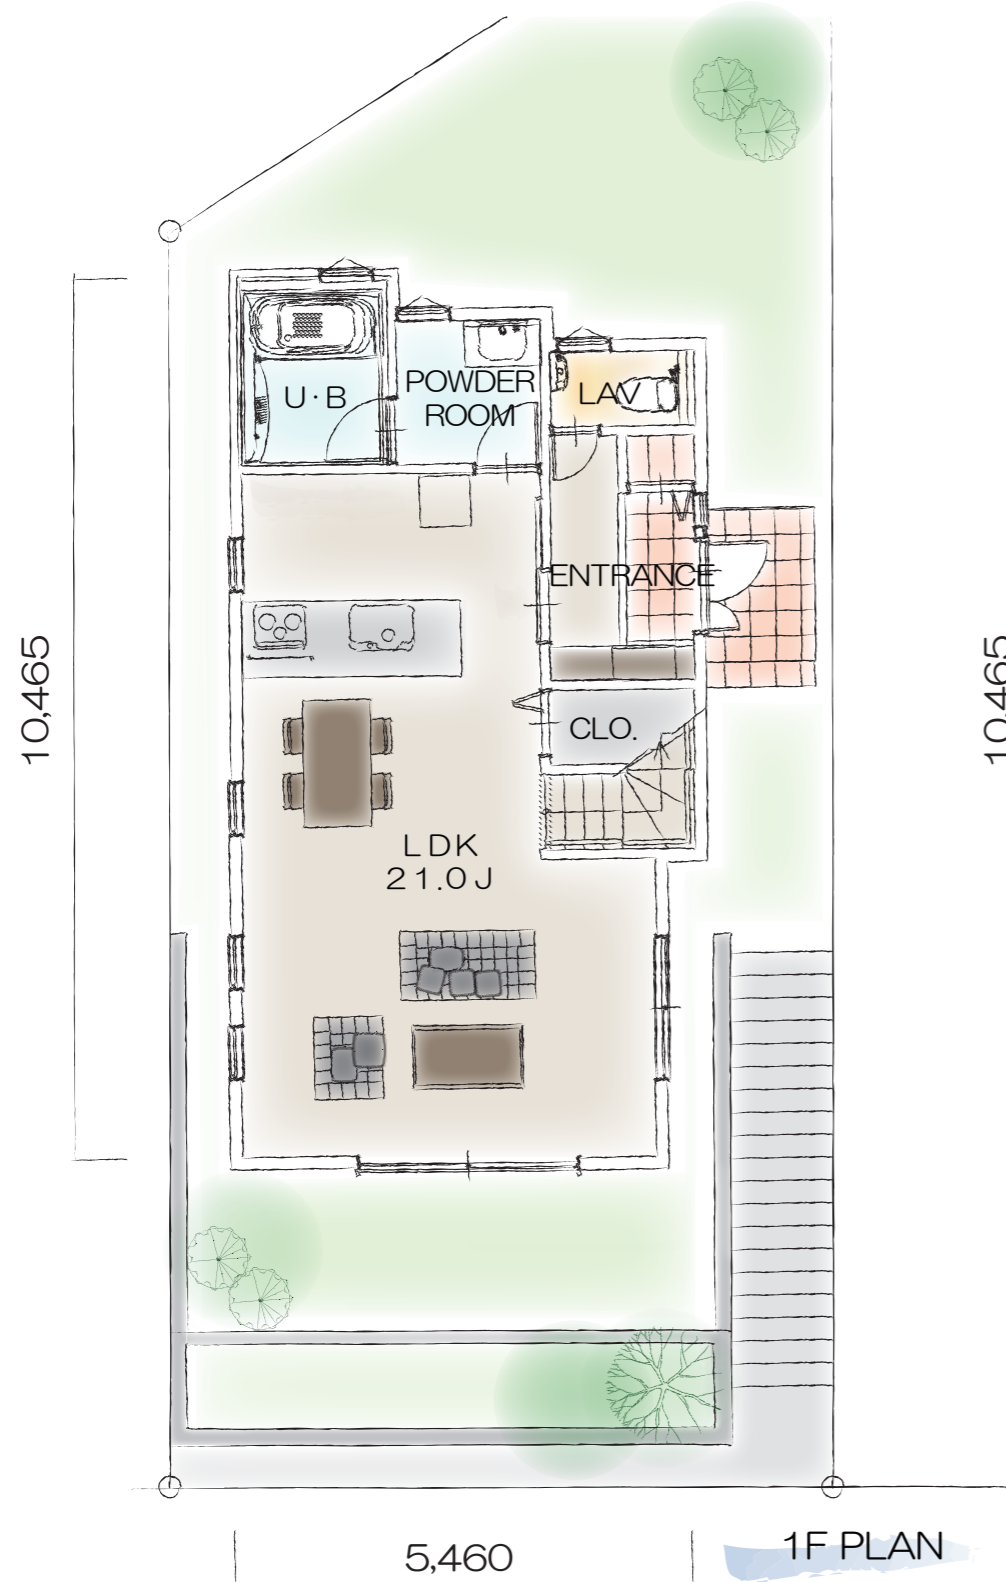 U·B
POWDER
ROOM
LAV
ENTRANCE
CLO.
LDK
21.0J
10,465
10,465
5,460
1F PLAN